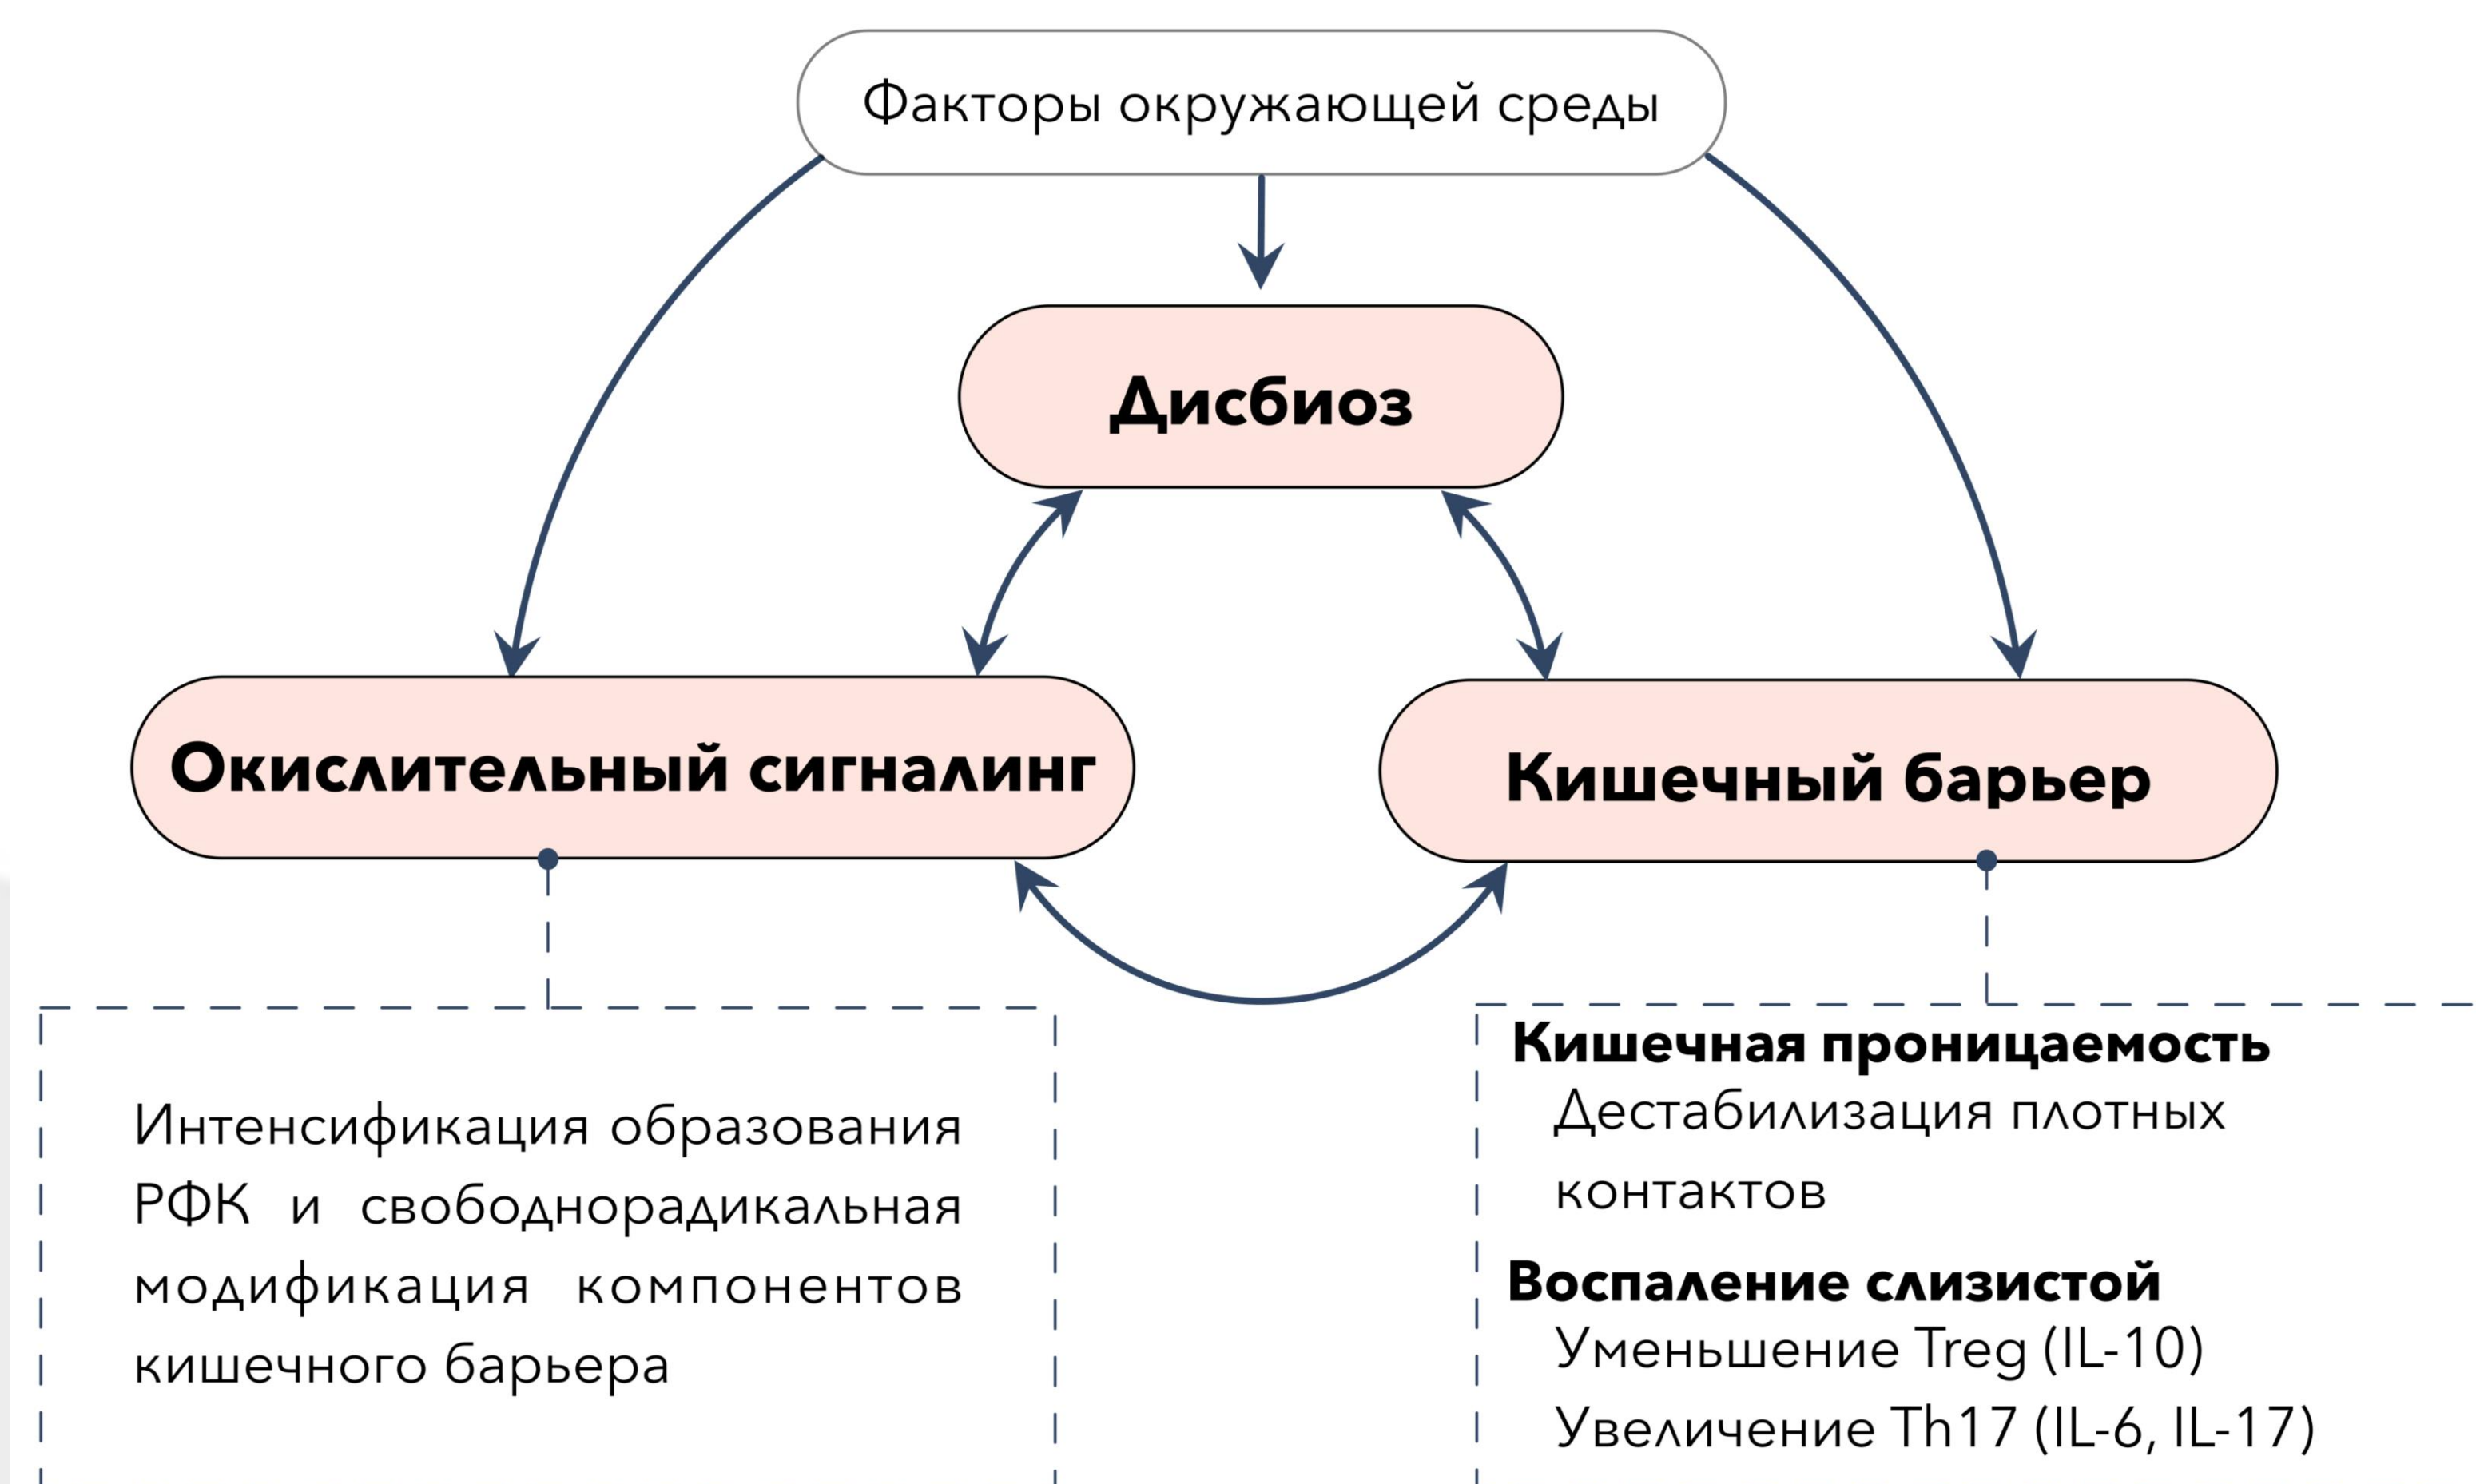 Факторы окружающей среды
Дисбиоз
Окислительный сигналинг
Кишечный барьер
Интенсификация образования
РФК и свободнорадикальная
модификация компонентов
кишечного барьера
Кишечная проницаемость
Дестабилизация плотных
контактов
Воспаление слизистой
Уменьшение Treg (IL-10)
Увеличение Th17 (IL-6, IL-17)